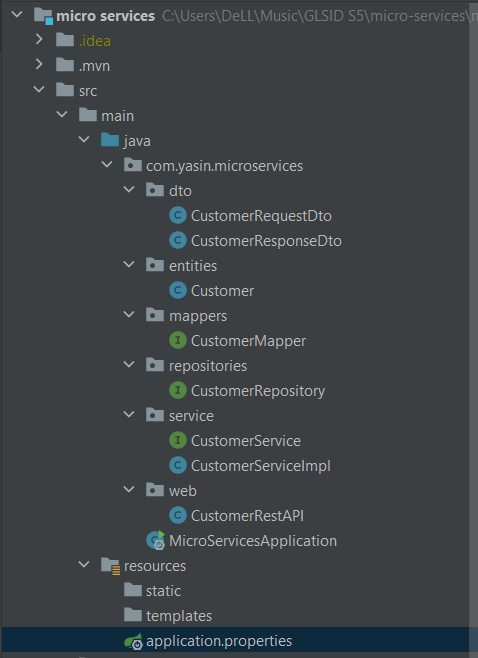 micro services C:\Users\DeLL\Music\GLSID S5\micro-services\
.idea
.mvn
src
main
java
com.yasin.microservices
dto
C CustomerRequestDto
C CustomerResponseDto
entities
C Customer
mappers
I CustomerMapper
repositories
I CustomerRepository
service
I CustomerService
C CustomerServiceImpl
web
C CustomerRestAPI
MicroServicesApplication
resources
static
templates
application.properties